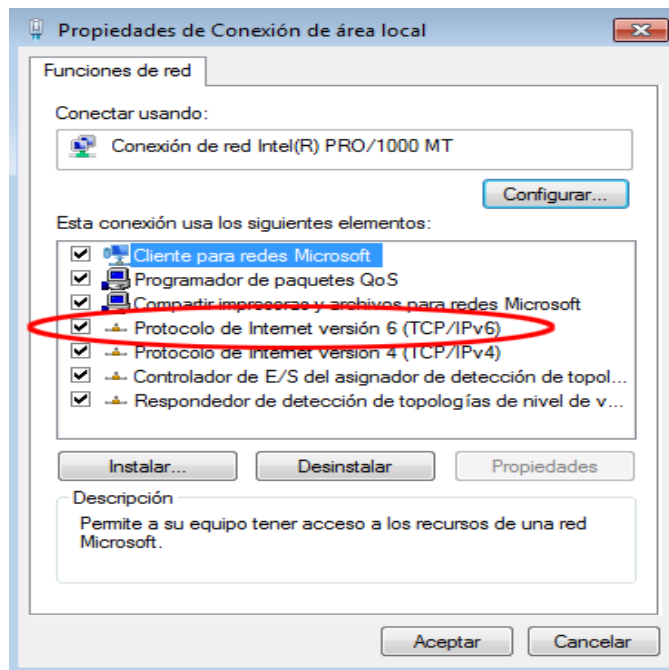 Propiedades de Conexión de área local
Funciones de red
Conectar usando:
Conexión de red Intel(R) PRO/1000 MT
Configurar...
Esta conexión usa los siguientes elementos:
Cliente para redes Microsoft
Programador de paquetes QoS
Compartir impresoras y archivos para redes Microsoft
Protocolo de Internet versión 6 (TCP/IPv6)
Protocolo de Internet versión 4 (TCP/IPv4)
Controlador de E/S del asignador de detección de topol...
Respondedor de detección de topologías de nivel de v...
Instalar...
Desinstalar
Propiedades
Descripción
Permite a su equipo tener acceso a los recursos de una red
Microsoft.
Aceptar
Cancelar